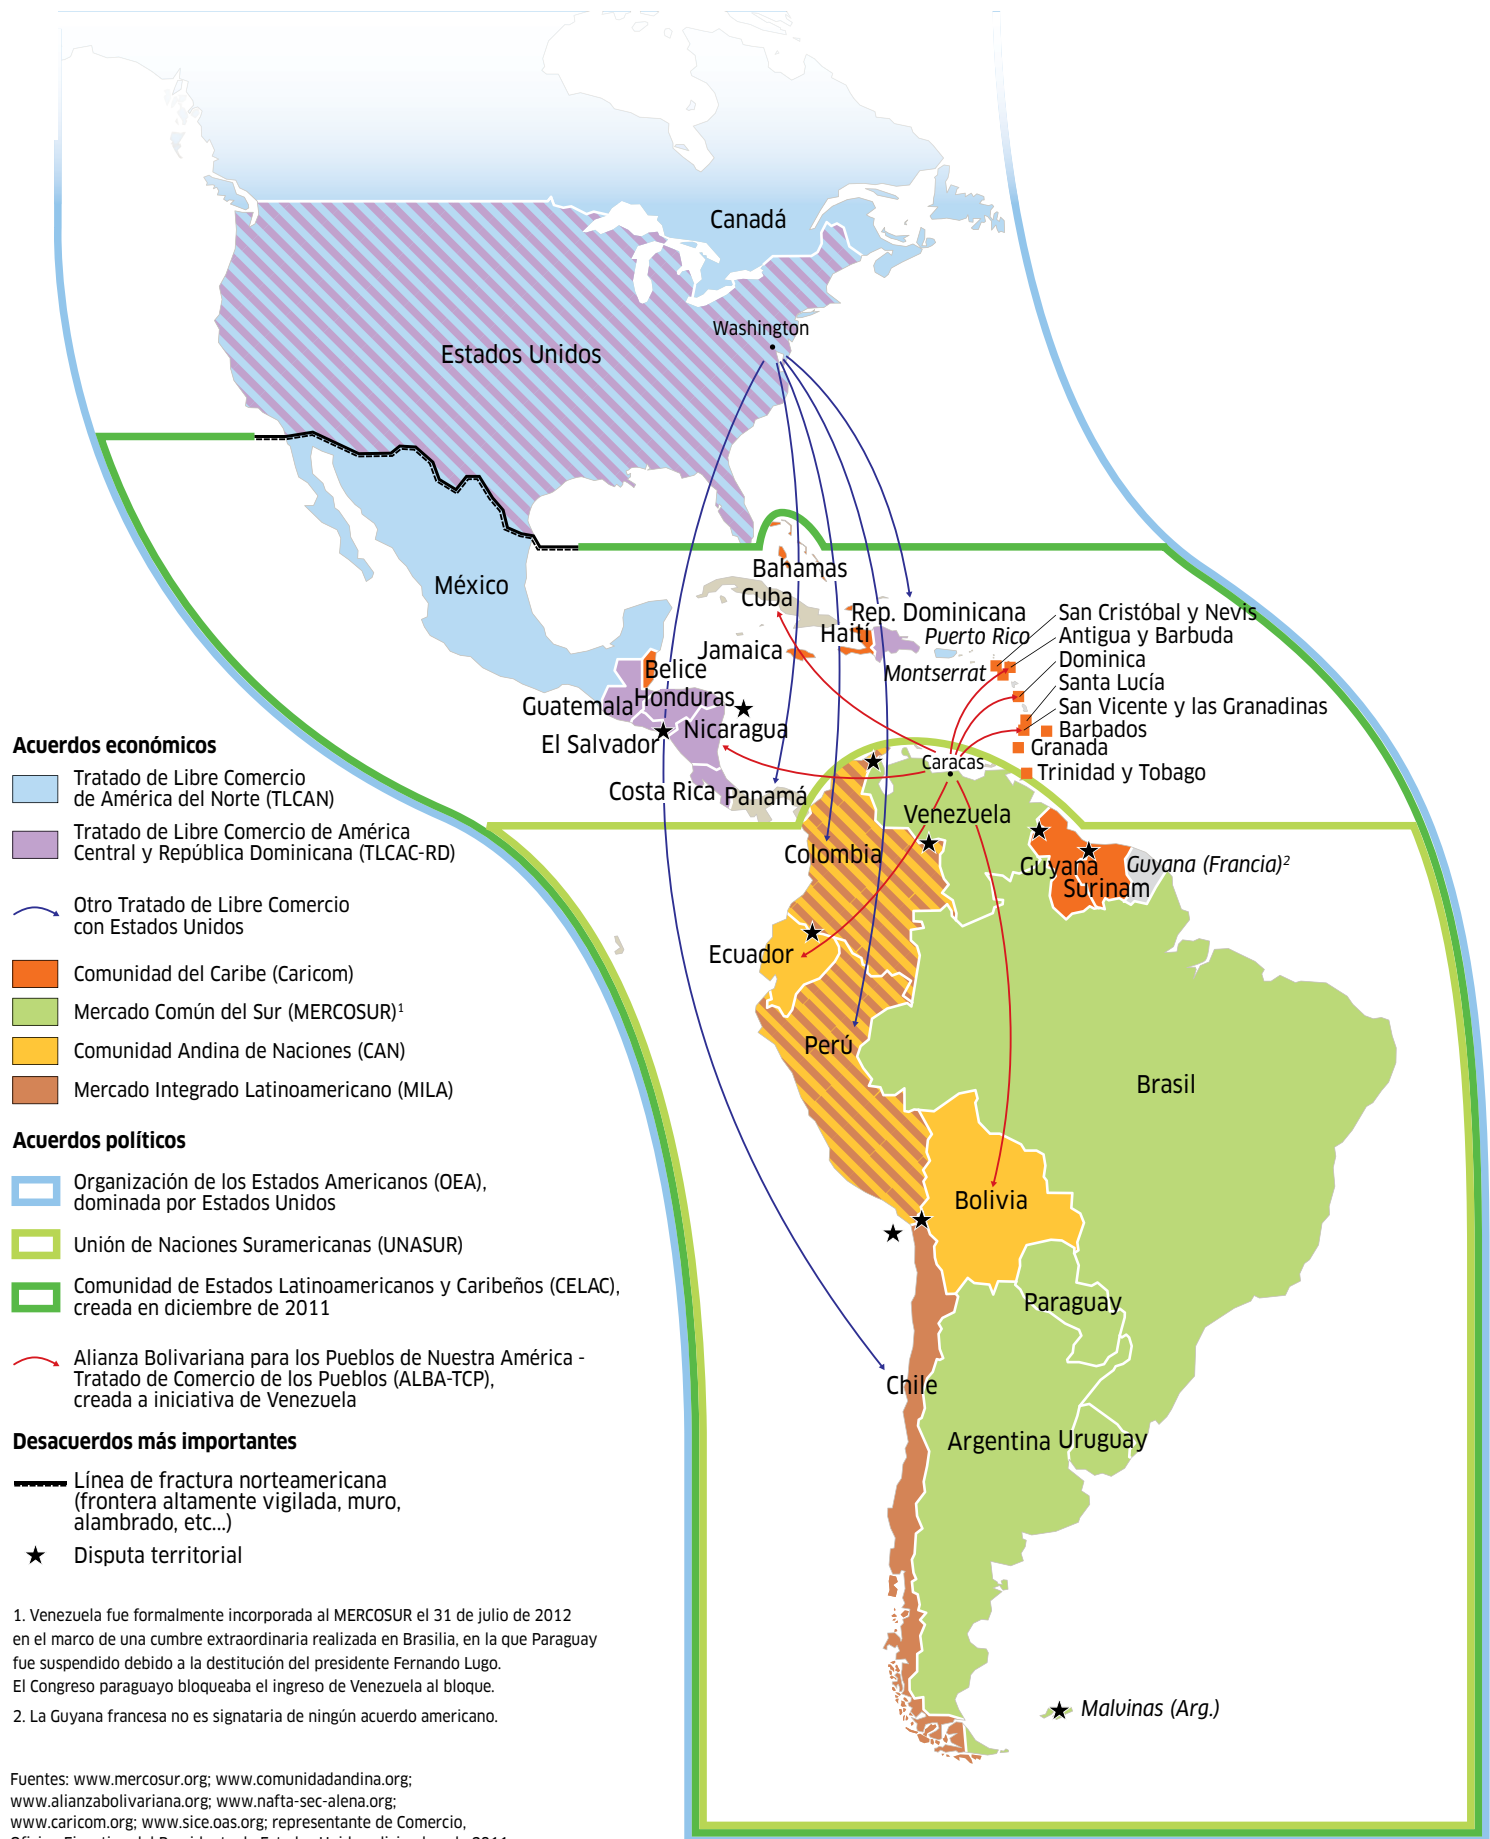 Canadá
Washington
Estados Unidos
México
Bahamas
Cuba
Rep. Dominicana
Haití
Puerto Rico
Jamaica
Montserrat
San Cristóbal y Nevis
Antigua y Barbuda
Dominica
Santa Lucía
San Vicente y las Granadinas
Barbados
Granada
Trinidad y Tobago
Belice
Guatemala
Honduras
El Salvador
Nicaragua
Costa Rica
Panamá
Caracas
Venezuela
Colombia
Guyana
Surinam
Guyana (Francia)²
Ecuador
Perú
Brasil
Bolivia
Paraguay
Chile
Argentina
Uruguay
Malvinas (Arg.)
Acuerdos económicos
Tratado de Libre Comercio
de América del Norte (TLCAN)
Tratado de Libre Comercio de América
Central y República Dominicana (TLCAC-RD)
Otro Tratado de Libre Comercio
con Estados Unidos
Comunidad del Caribe (Caricom)
Mercado Común del Sur (MERCOSUR)¹
Comunidad Andina de Naciones (CAN)
Mercado Integrado Latinoamericano (MILA)
Acuerdos políticos
Organización de los Estados Americanos (OEA),
dominada por Estados Unidos
Unión de Naciones Suramericanas (UNASUR)
Comunidad de Estados Latinoamericanos y Caribeños (CELAC),
creada en diciembre de 2011
Alianza Bolivariana para los Pueblos de Nuestra América -
Tratado de Comercio de los Pueblos (ALBA-TCP),
creada a iniciativa de Venezuela
Desacuerdos más importantes
Línea de fractura norteamericana
(frontera altamente vigilada, muro,
alambrado, etc...)
Disputa territorial
1. Venezuela fue formalmente incorporada al MERCOSUR el 31 de julio de 2012
en el marco de una cumbre extraordinaria realizada en Brasilia, en la que Paraguay
fue suspendido debido a la destitución del presidente Fernando Lugo.
El Congreso paraguayo bloqueaba el ingreso de Venezuela al bloque.
2. La Guyana francesa no es signataria de ningún acuerdo americano.
Fuentes: www.mercosur.org; www.comunidadandina.org;
www.alianzabolivariana.org; www.nafta-sec-alena.org;
www.caricom.org; www.sice.oas.org; representante de Comercio,